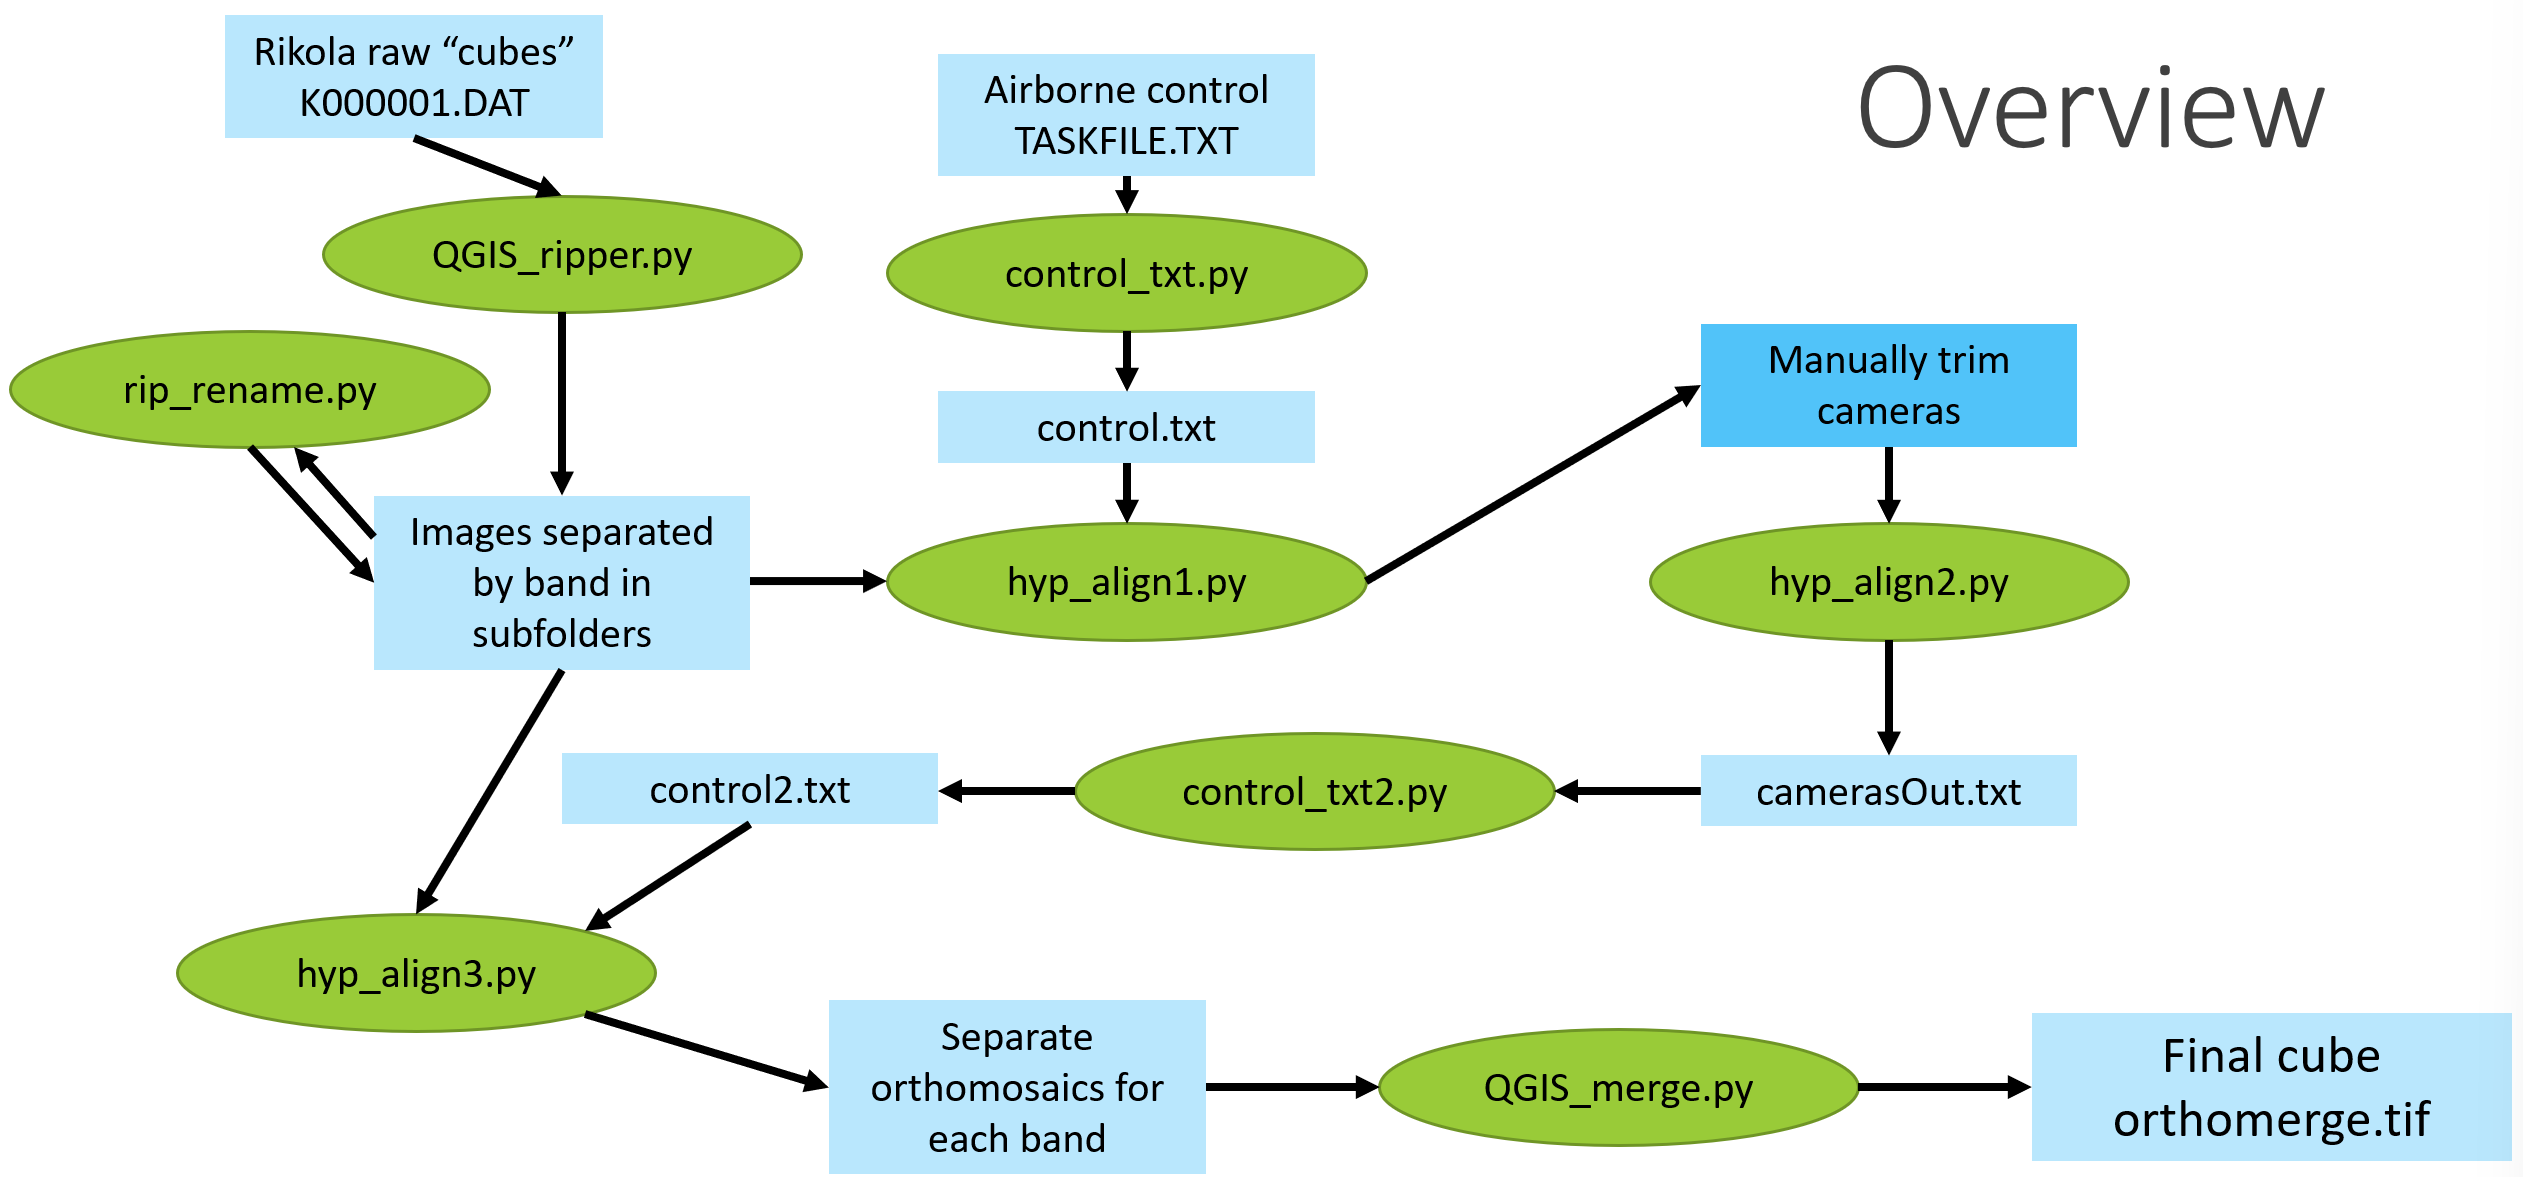 Rikola raw “cubes”
K000001.DAT
Airborne control
TASKFILE.TXT
Overview
QGIS_ripper.py
control_txt.py
rip_rename.py
control.txt
Manually trim
cameras
Images separated
by band in
subfolders
hyp_align1.py
hyp_align2.py
control2.txt
control_txt2.py
camerasOut.txt
hyp_align3.py
Separate
orthomosaics for
each band
QGIS_merge.py
Final cube
orthomerge.tif